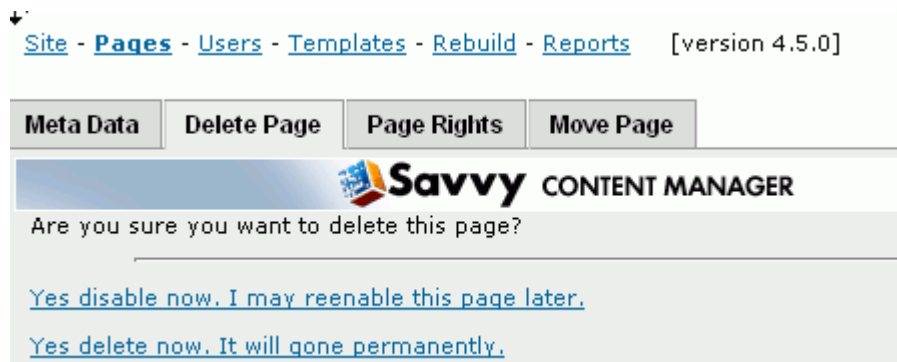 Site - Pages - Users - Templates - Rebuild - Reports [version 4.5.0]
Meta Data Delete Page Page Rights Move Page
Savvy CONTENT MANAGER
Are you sure you want to delete this page?
Yes disable now. I may reenable this page later.
Yes delete now. It will gone permanently.